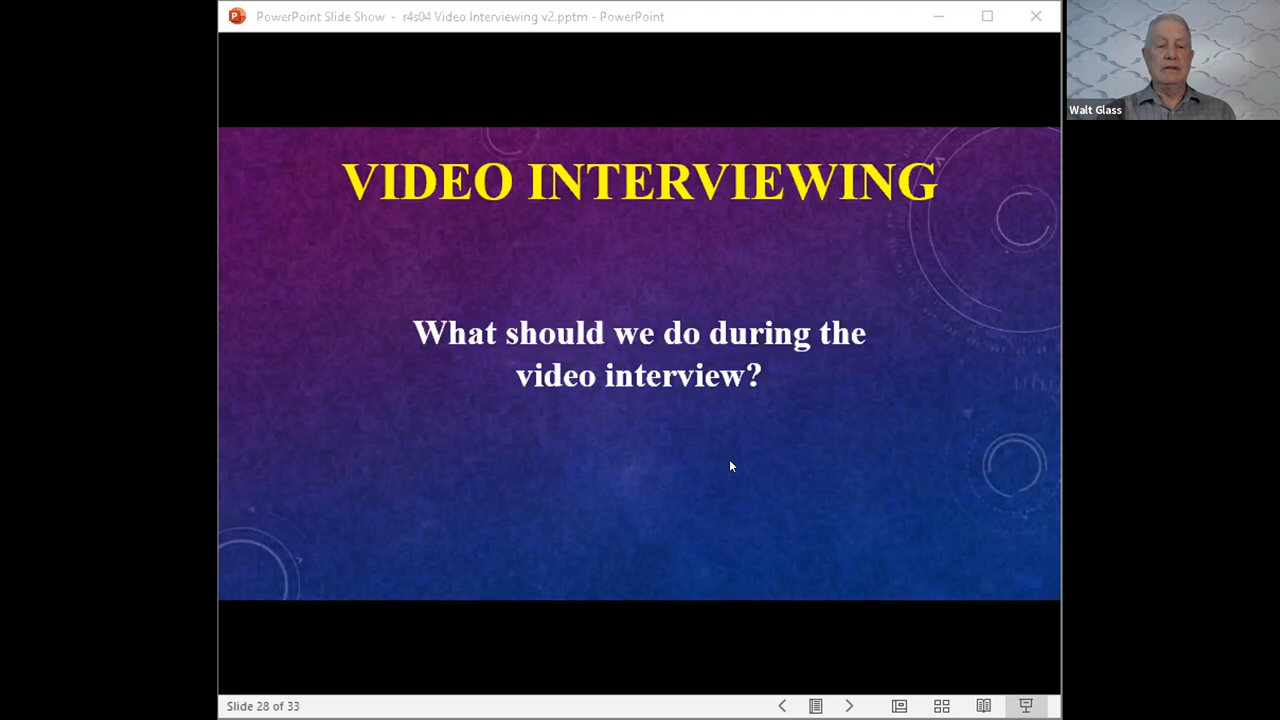 PowerPoint Slide Show - r4s04 Video Interviewing v2.pptm - PowerPoint
Walt Glass
VIDEO INTERVIEWING
What should we do during the
video interview?
Slide 28 of 33